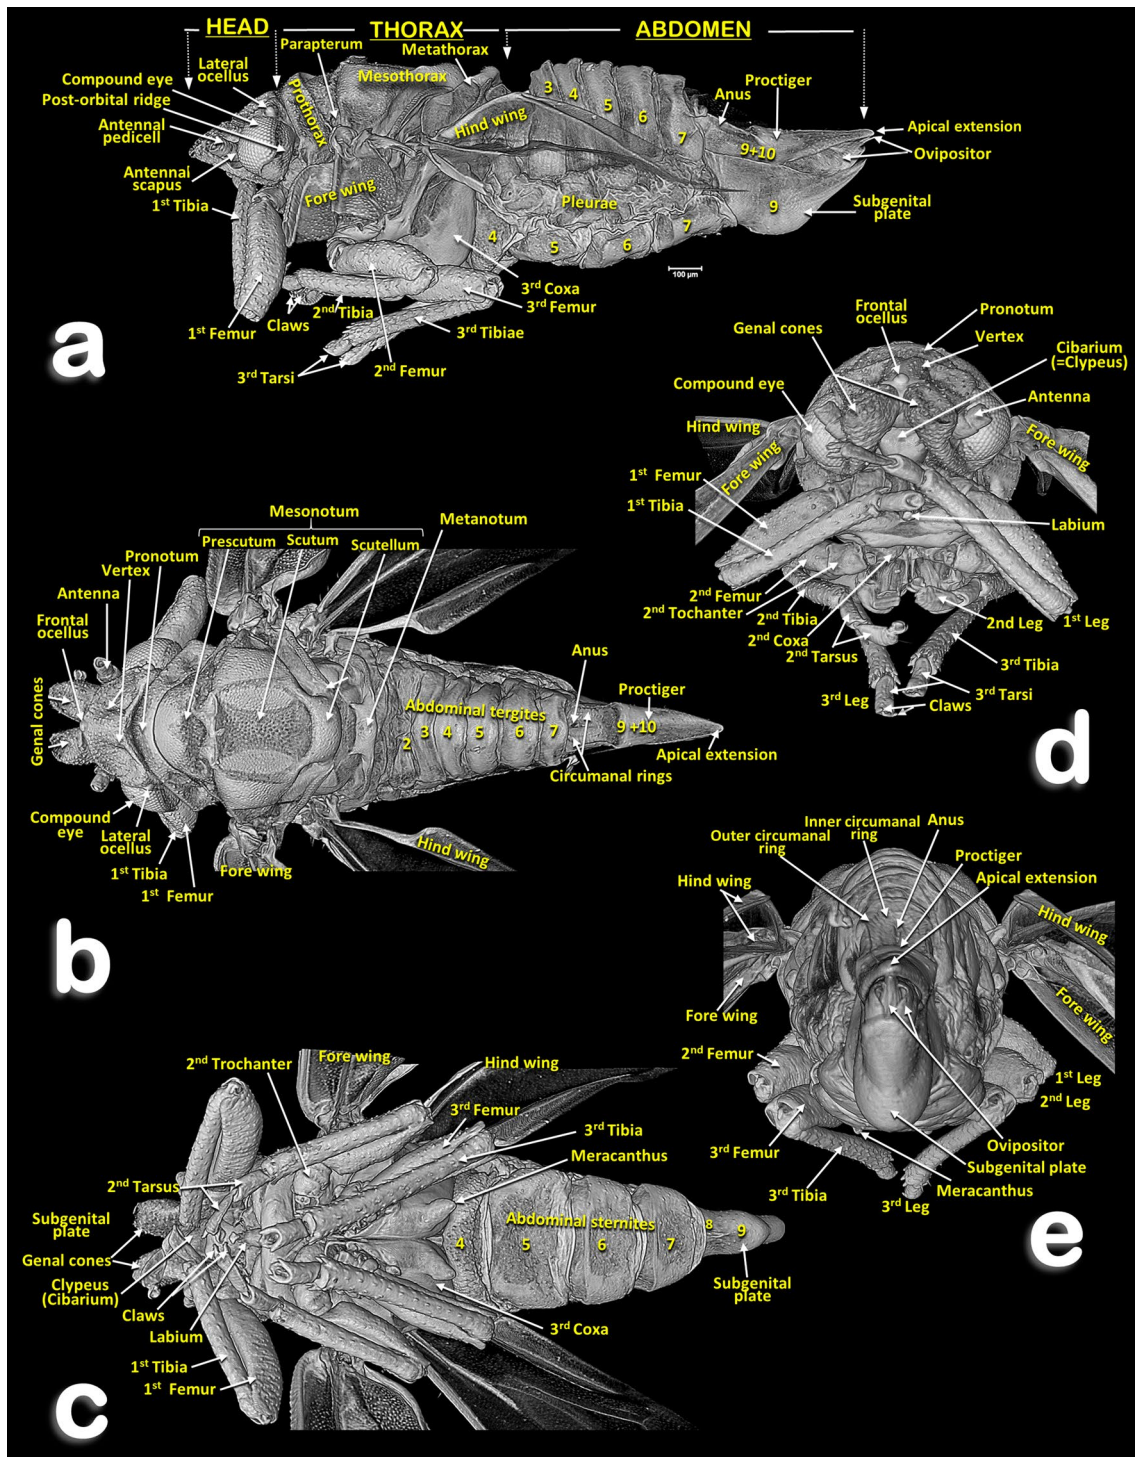 HEAD
THORAX
ABDOMEN
Parapterum
Metathorax
Lateral
ocellus
Mesothorax
Compound eye
Post-orbital ridge
Antennal
pedicell
Antennal
scapus
1st Tibia
Prothorax
Hind wing
Fore wing
3
4
5
6
7
Proctiger
Anus
9+10
Apical extension
Ovipositor
Pleurae
9
Subgenital
plate
4
5
6
7
100 µm
3rd Coxa
3rd Femur
3rd Tibiae
2nd Tibia
Claws
1st Femur
3rd Tarsi
2nd Femur
a
Frontal
ocellus
Pronotum
Genal cones
Vertex
Cibarium
(=Clypeus)
Compound eye
Antenna
Hind wing
Fore wing
Fore wing
1st Femur
1st Tibia
Labium
2nd Femur
2nd Tochanter
2nd Tibia
2nd Coxa
2nd Tarsus
2nd Leg
1st Leg
3rd Tibia
3rd Leg
3rd Tarsi
Claws
d
Mesonotum
Metanotum
Prescutum
Scutum
Scutellum
Pronotum
Vertex
Antenna
Frontal
ocellus
Genal cones
Anus
Proctiger
Abdominal tergites
2
3
4
5
6
7
9 +10
Apical extension
Circumanal rings
Compound
eye
Lateral
ocellus
1st Tibia
1st Femur
Fore wing
Hind wing
b
Inner circumanal
ring
Anus
Outer circumanal
ring
Proctiger
Apical extension
Hind wing
Hind wing
Fore wing
Fore wing
2nd Femur
1st Leg
2nd Leg
3rd Femur
Ovipositor
Subgenital plate
Meracanthus
3rd Tibia
3rd Leg
e
2nd Trochanter
Fore wing
Hind wing
3rd Femur
3rd Tibia
Meracanthus
2nd Tarsus
Subgenital
plate
Genal cones
Clypeus
(Cibarium)
Claws
Labium
1st Tibia
1st Femur
Abdominal sternites
4
5
6
7
8
9
Subgenital
plate
3rd Coxa
c